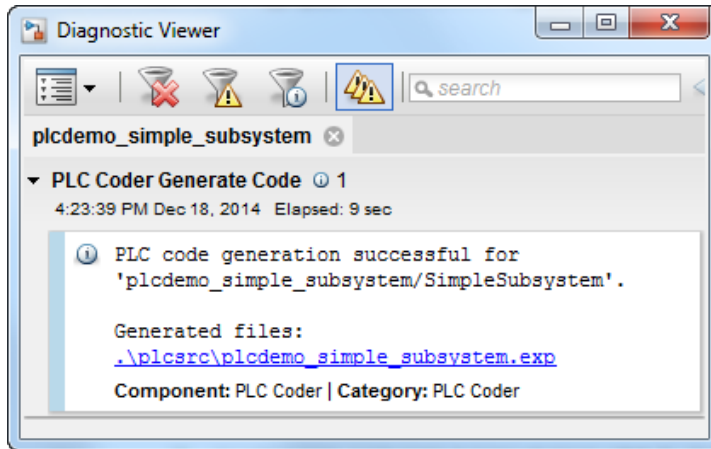 Diagnostic Viewer
search
plcdemo_simple_subsystem
PLC Coder Generate Code 1
4:23:39 PM Dec 18, 2014 Elapsed: 9 sec
PLC code generation successful for
'plcdemo_simple_subsystem/SimpleSubsystem'.
Generated files:
.\plcsrc\plcdemo_simple_subsystem.exp
Component: PLC Coder | Category: PLC Coder